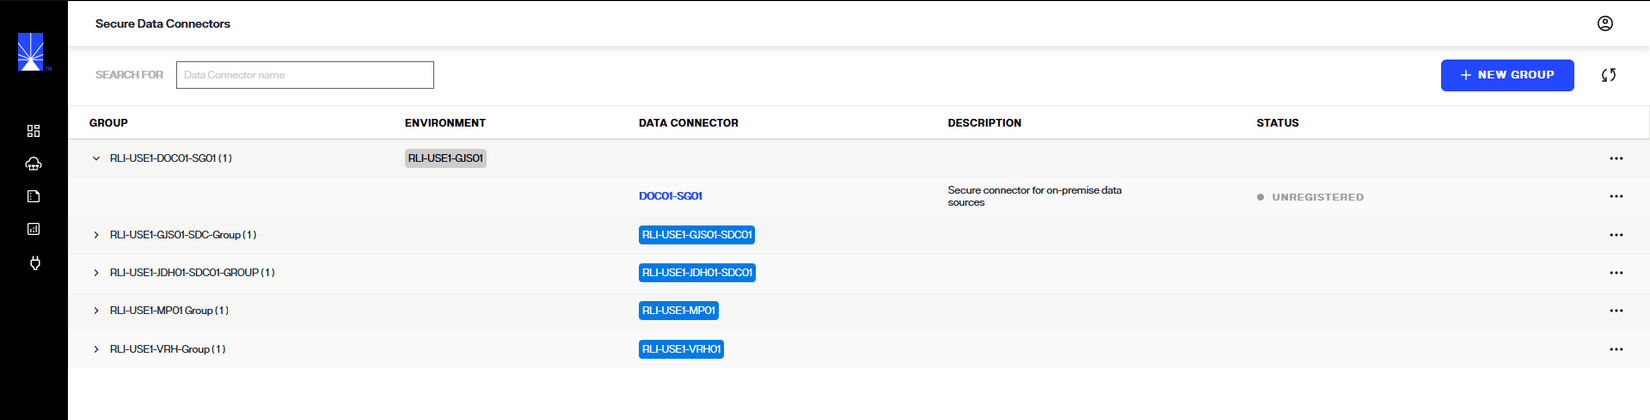 Secure Data Connectors
TM
SEARCH FOR Data Connector name + NEW GROUP
GROUP ENVIRONMENT DATA CONNECTOR DESCRIPTION STATUS
RLI-USE1-DOC01-SG01 (1) RLI-USE1-GJS01
DOC01-SG01 Secure connector for on-premise data UNREGISTERED
sources
RLI-USE1-GJS01-SDC-Group (1) RLI-USE1-GJS01-SDC01
RLI-USE1-JDH01-SDC01-GROUP (1) RLI-USE1-JDH01-SDC01
RLI-USE1-MP01 Group (1) RLI-USE1-MP01
RLI-USE1-VRH-Group (1) RLI-USE1-VRH01